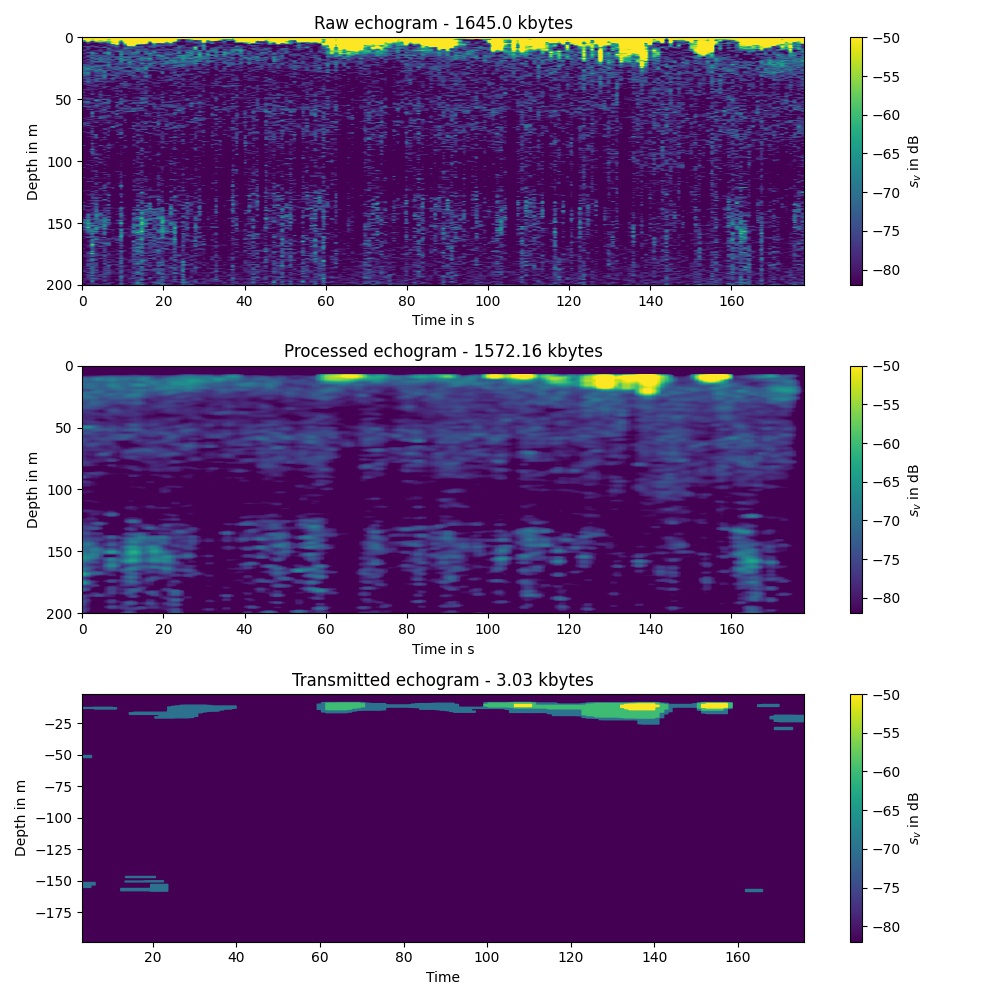 Raw echogram - 1645.0 kbytes
0
50
100
150
200
Depth in m
0 20 40 60 80 100 120 140 160
Time in s
−50
−55
−60
−65
−70
−75
−80
s_v in dB
Processed echogram - 1572.16 kbytes
0
50
100
150
200
Depth in m
0 20 40 60 80 100 120 140 160
Time in s
−50
−55
−60
−65
−70
−75
−80
s_v in dB
Transmitted echogram - 3.03 kbytes
−25
−50
−75
−100
−125
−150
−175
Depth in m
20 40 60 80 100 120 140 160
Time
−50
−55
−60
−65
−70
−75
−80
s_v in dB